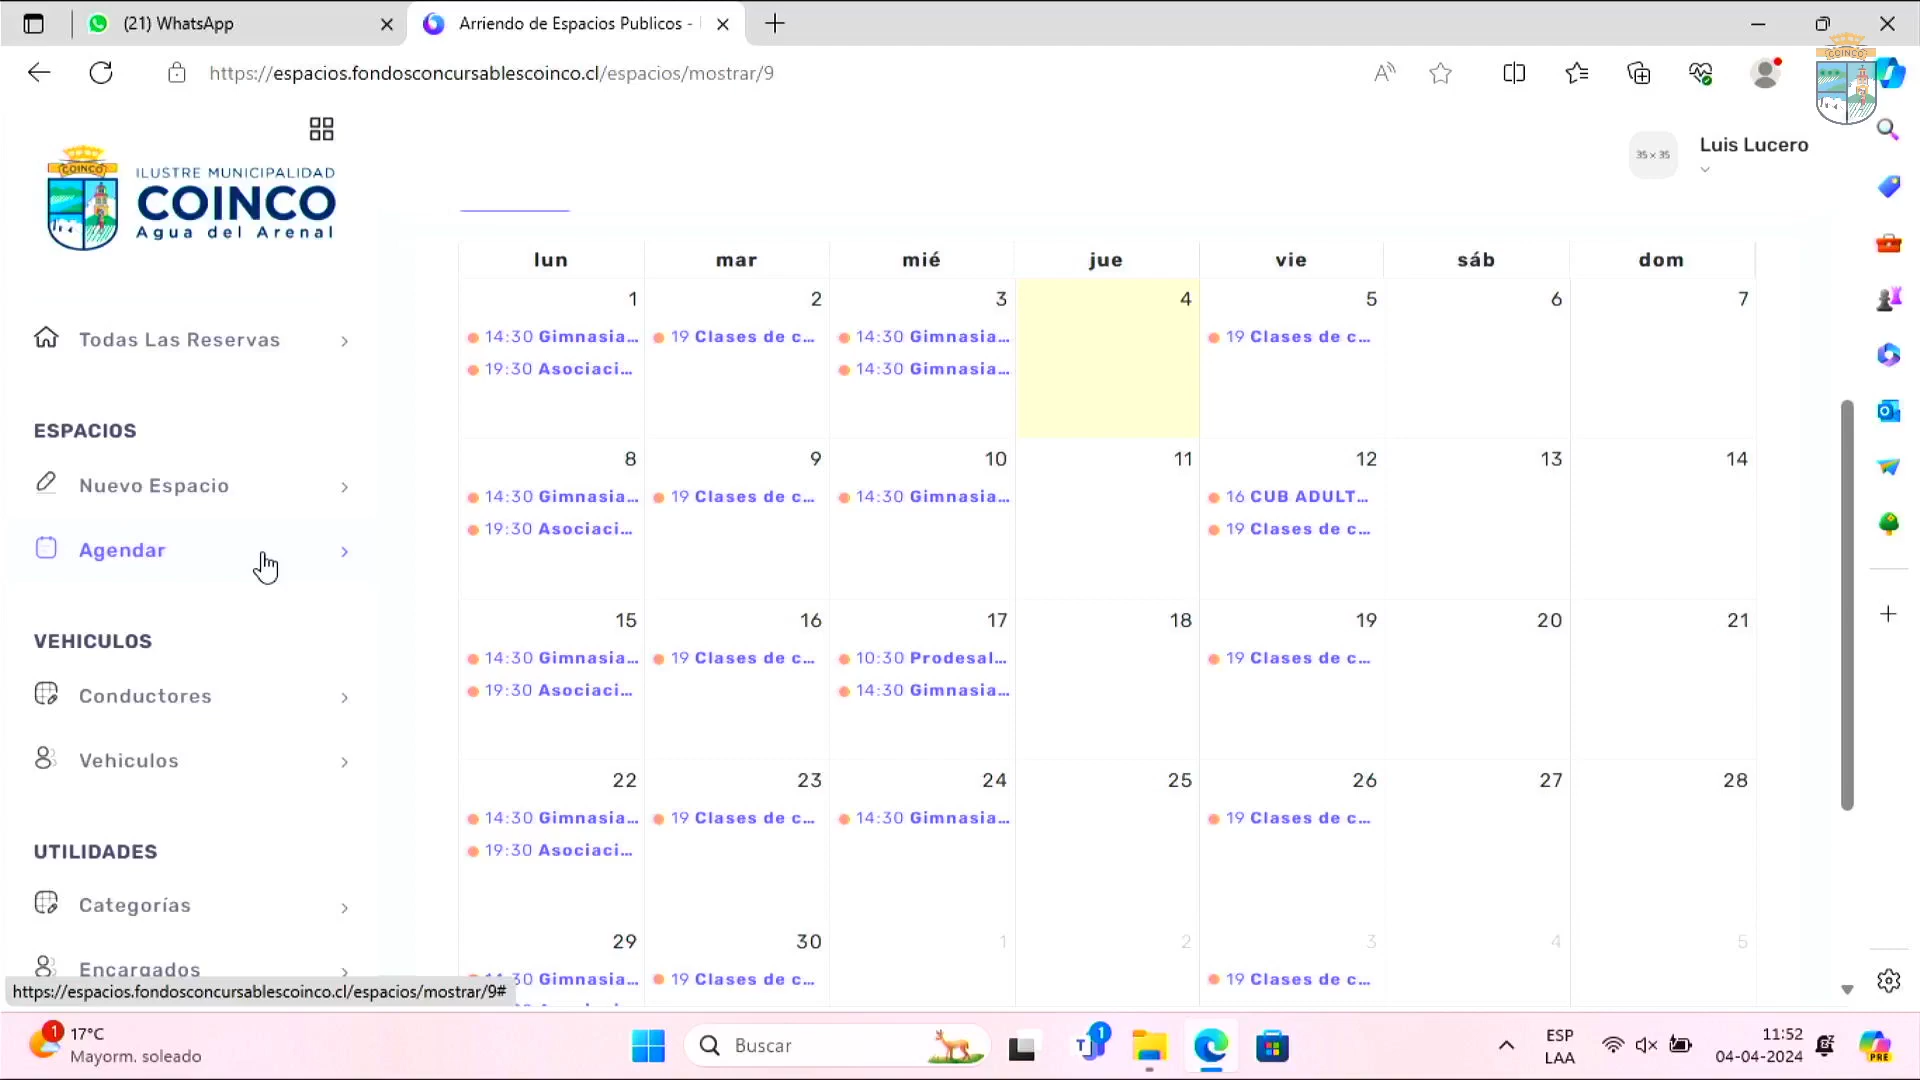 (21) WhatsApp
Arriendo de Espacios Publicos -
https://espacios.fondosconcursablescoinco.cl/espacios/mostrar/9
COINCO
COINCO
ILUSTRE MUNICIPALIDAD
COINCO
Agua del Arenal
35 × 35
Luis Lucero
Todas Las Reservas
ESPACIOS
Nuevo Espacio
Agendar
VEHICULOS
Conductores
Vehiculos
UTILIDADES
Categorías
Encargados
https://espacios.fondosconcursablescoinco.cl/espacios/mostrar/9#
lun mar mié jue vie sáb dom
1 2 3 4 5 6 7
14:30 Gimnasia... 19 Clases de c... 14:30 Gimnasia... 19 Clases de c...
19:30 Asociaci... 14:30 Gimnasia...
8 9 10 11 12 13 14
14:30 Gimnasia... 19 Clases de c... 14:30 Gimnasia... 16 CUB ADULT...
19:30 Asociaci... 19 Clases de c...
15 16 17 18 19 20 21
14:30 Gimnasia... 19 Clases de c... 10:30 Prodesal... 19 Clases de c...
19:30 Asociaci... 14:30 Gimnasia...
22 23 24 25 26 27 28
14:30 Gimnasia... 19 Clases de c... 14:30 Gimnasia... 19 Clases de c...
19:30 Asociaci...
29 30 1 2 3 4 5
14:30 Gimnasia... 19 Clases de c... 19 Clases de c...
1
17°C
Mayorm. soleado
Buscar
1
ESP
LAA
11:52
04-04-2024
PRE